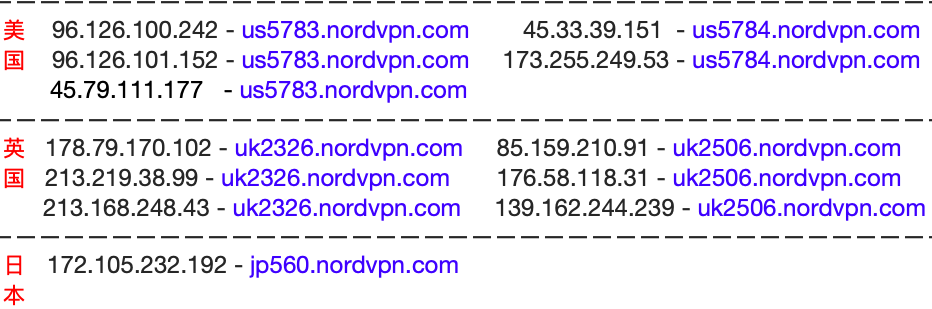 美 96.126.100.242 - us5783.nordvpn.com 45.33.39.151 - us5784.nordvpn.com
国 96.126.101.152 - us5783.nordvpn.com 173.255.249.53 - us5784.nordvpn.com
45.79.111.177 - us5783.nordvpn.com
英 178.79.170.102 - uk2326.nordvpn.com 85.159.210.91 - uk2506.nordvpn.com
国 213.219.38.99 - uk2326.nordvpn.com 176.58.118.31 - uk2506.nordvpn.com
213.168.248.43 - uk2326.nordvpn.com 139.162.244.239 - uk2506.nordvpn.com
日 172.105.232.192 - jp560.nordvpn.com
本